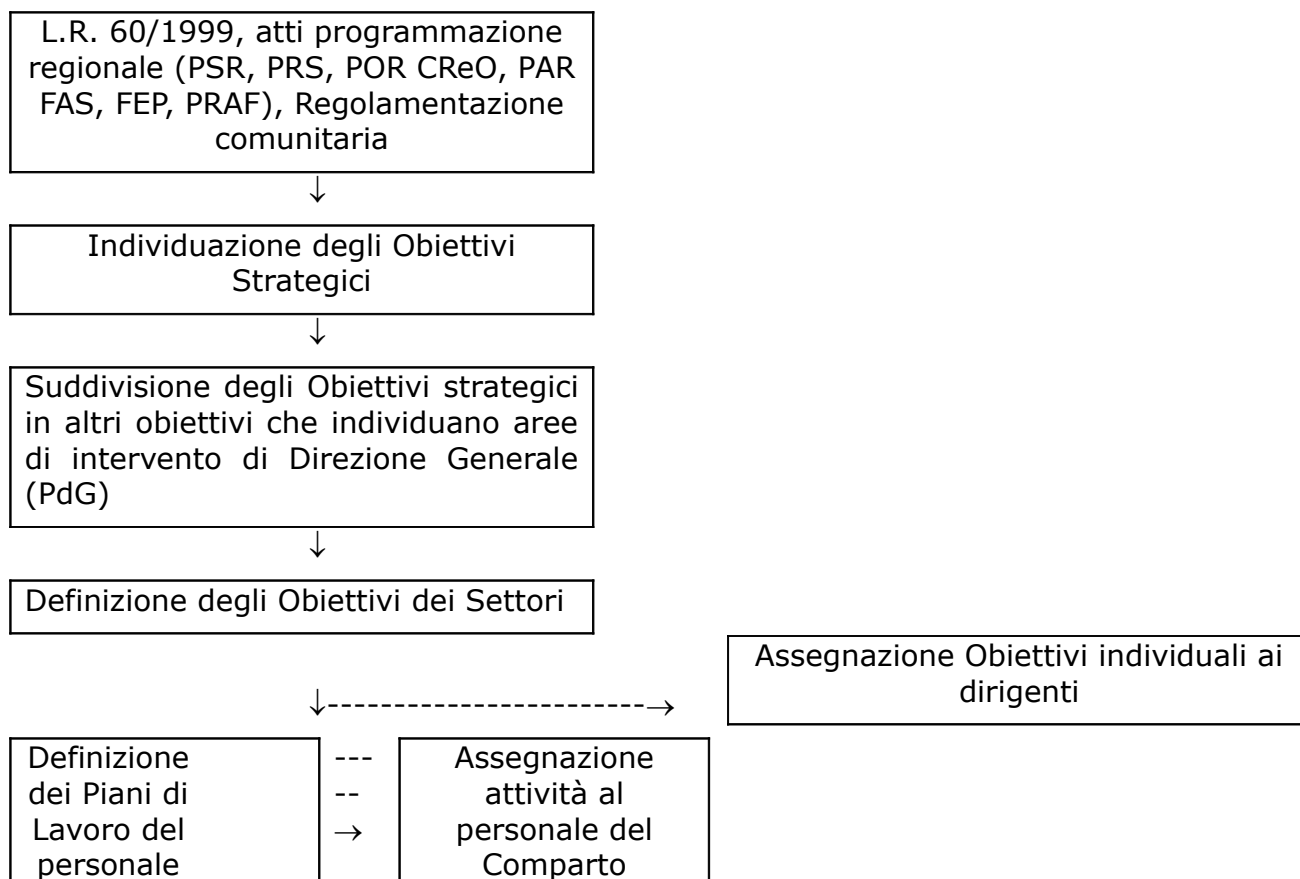 L.R. 60/1999, atti programmazione
regionale (PSR, PRS, POR CReO, PAR
FAS, FEP, PRAF), Regolamentazione
comunitaria
↓
Individuazione degli Obiettivi
Strategici
↓
Suddivisione degli Obiettivi strategici
in altri obiettivi che individuano aree
di intervento di Direzione Generale
(PdG)
↓
Definizione degli Obiettivi dei Settori
Assegnazione Obiettivi individuali ai
dirigenti
↓------------------------→
Definizione
dei Piani di
Lavoro del
personale
---
--
→
Assegnazione
attività al
personale del
Comparto